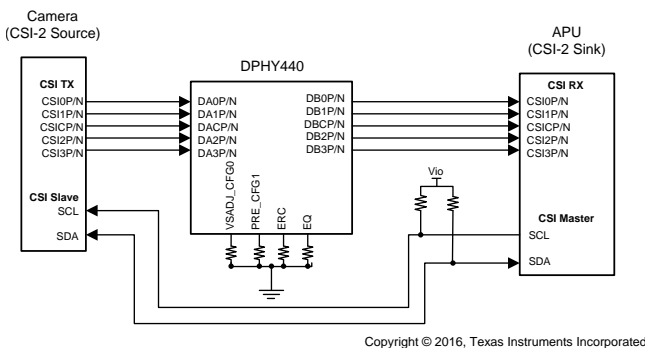 Camera
(CSI-2 Source)
APU
(CSI-2 Sink)
DPHY440
CSI TX
CSI0P/N
CSI1P/N
CSICP/N
CSI2P/N
CSI3P/N
CSI Slave
SCL
SDA
DA0P/N
DA1P/N
DACP/N
DA2P/N
DA3P/N
DB0P/N
DB1P/N
DBCP/N
DB2P/N
DB3P/N
VSADJ_CFG0
PRE_CFG1
ERC
EQ
Vio
CSI RX
CSI0P/N
CSI1P/N
CSICP/N
CSI2P/N
CSI3P/N
CSI Master
SCL
SDA
Copyright © 2016, Texas Instruments Incorporated